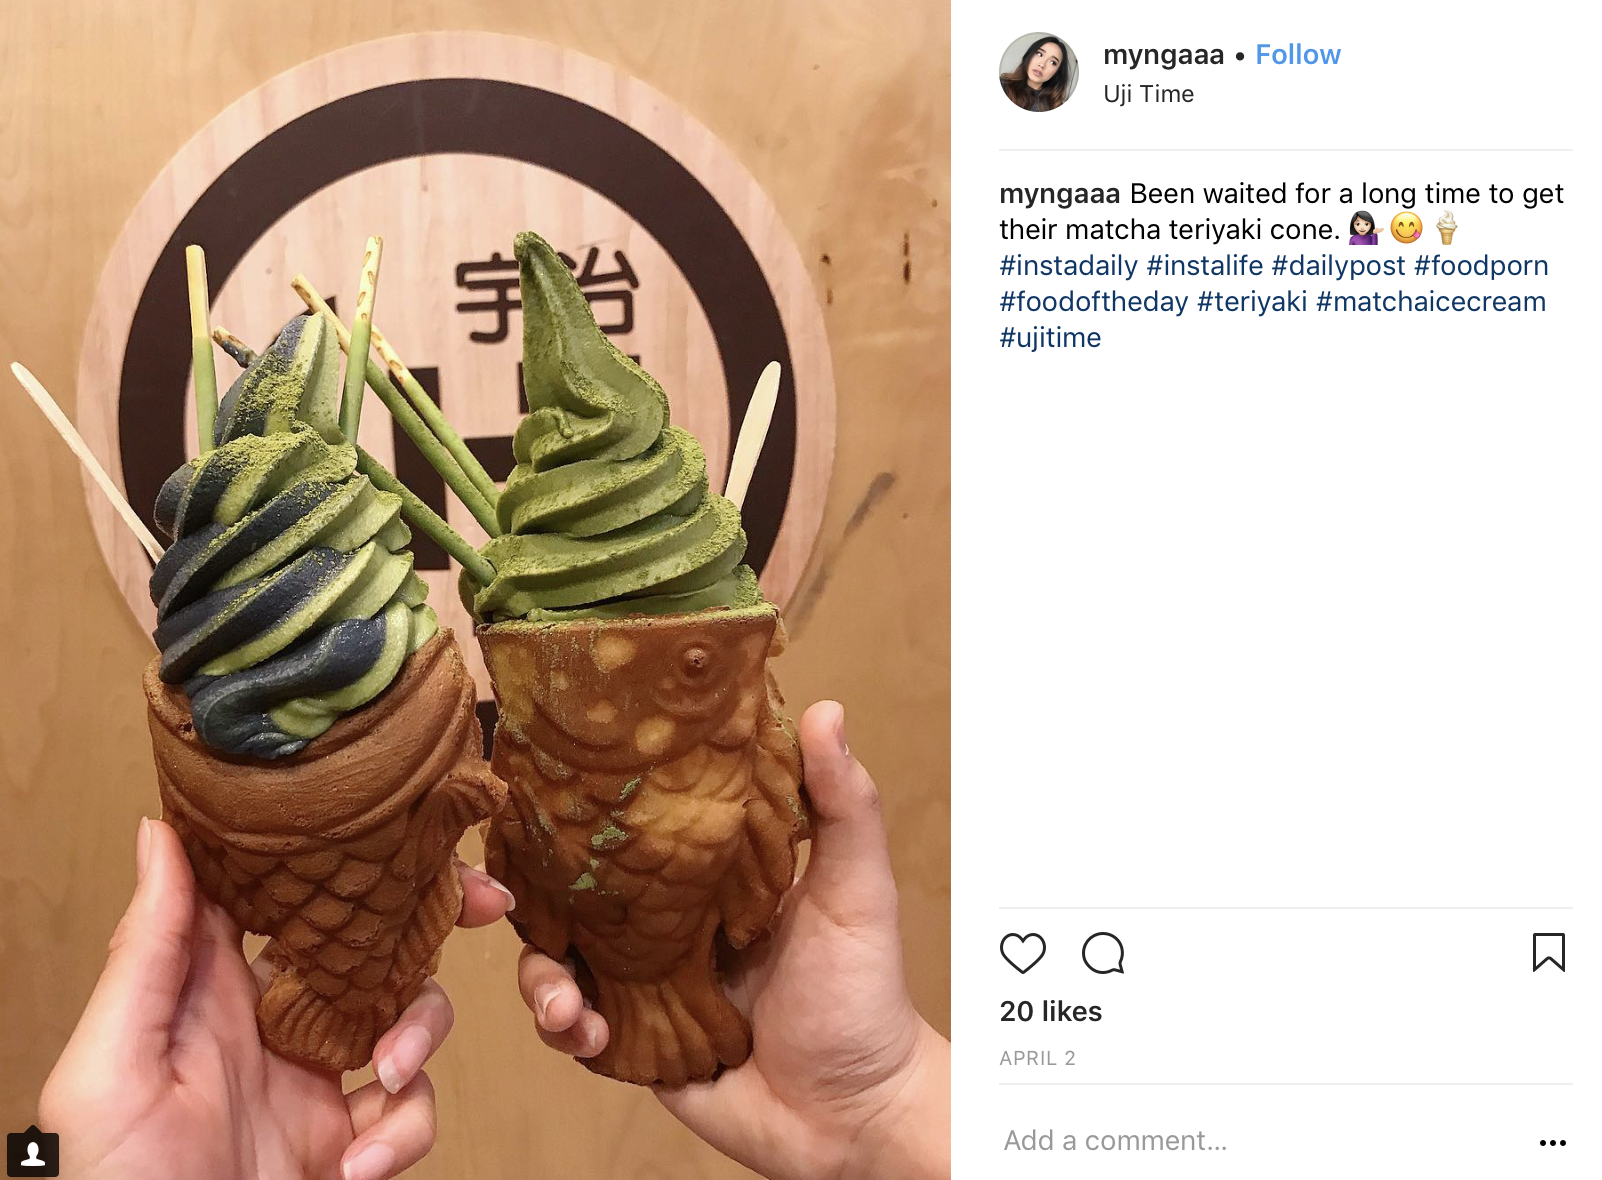 宇治
myngaaa • Follow
Uji Time
myngaaa Been waited for a long time to get
their matcha teriyaki cone. 💁🏻‍♀️ 😋 🍦
#instadaily #instalife #dailypost #foodporn
#foodoftheday #teriyaki #matchaicecream
#ujitime
20 likes
APRIL 2
Add a comment...